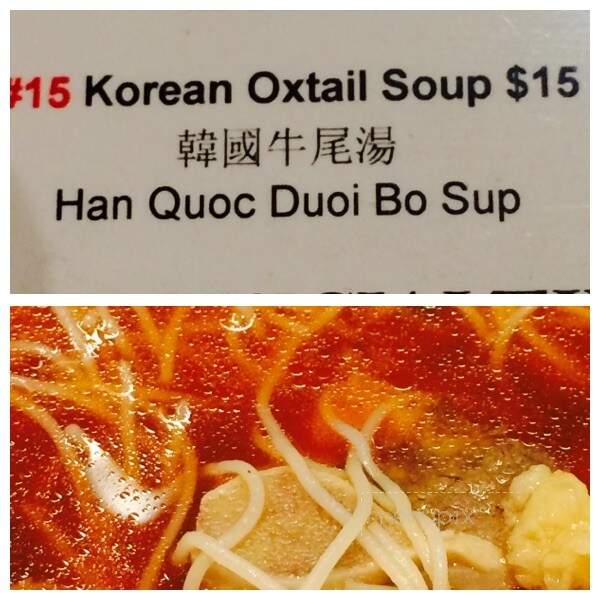 #15 Korean Oxtail Soup $15
韓國牛尾湯
Han Quoc Duoi Bo Sup